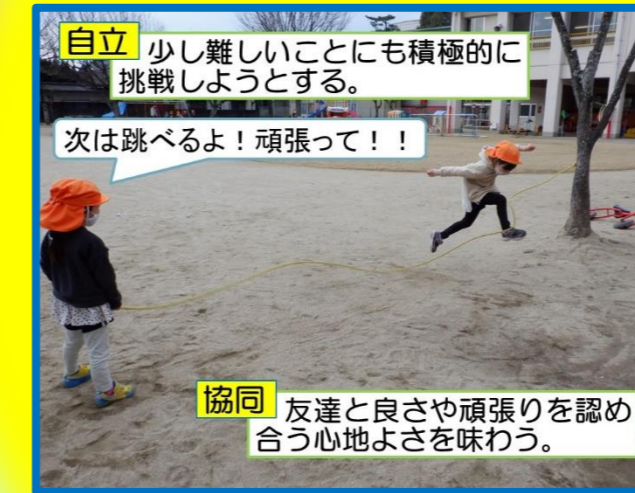 自立 少し難しいことにも積極的に
挑戦しようとする。
次は跳べるよ！頑張って！！
協同 友達と良さや頑張りを認め
合う心地よさを味わう。